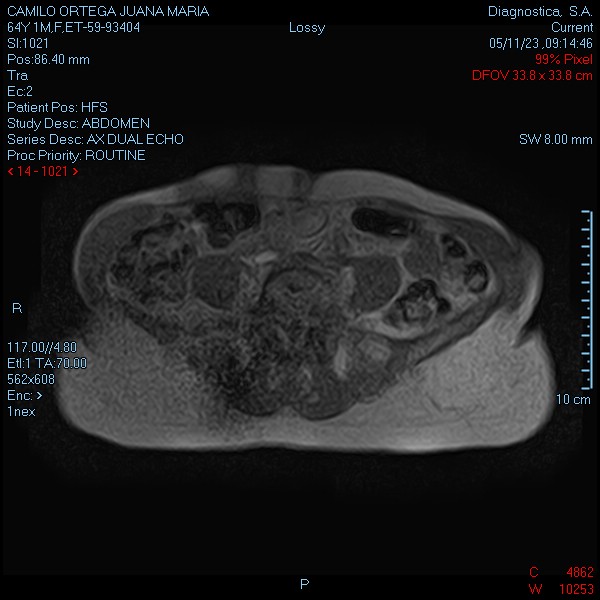 CAMILO ORTEGA JUANA MARIA
64Y 1M,F,ET-59-93404
SI:1021
Pos:86.40 mm
Tra
Ec:2
Patient Pos: HFS
Study Desc: ABDOMEN
Series Desc: AX DUAL ECHO
Proc Priority: ROUTINE
< 14 - 1021 >
Lossy
Diagnostica, S.A.
Current
05/11/23 ,09:14:46
99% Pixel
DFOV 33.8 x 33.8 cm
SW 8.00 mm
R
117.00//4.80
Etl:1 TA:70.00
562x608
Enc: >
1nex
10 cm
P
C 4862
W 10253